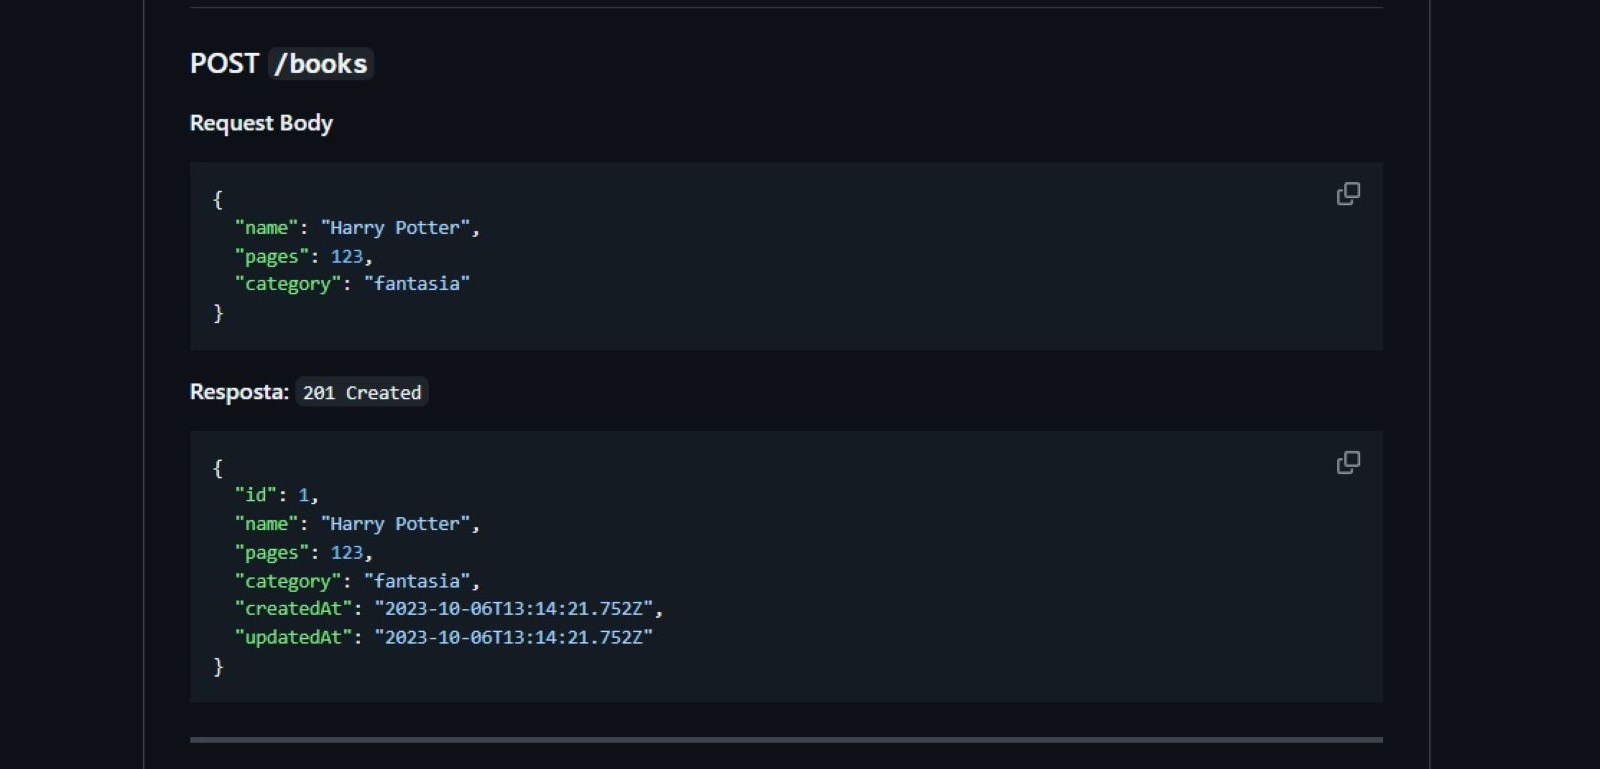 POST /books
Request Body
{
"name": "Harry Potter",
"pages": 123,
"category": "fantasia"
}
Resposta: 201 Created
{
"id": 1,
"name": "Harry Potter",
"pages": 123,
"category": "fantasia",
"createdAt": "2023-10-06T13:14:21.752Z",
"updatedAt": "2023-10-06T13:14:21.752Z"
}